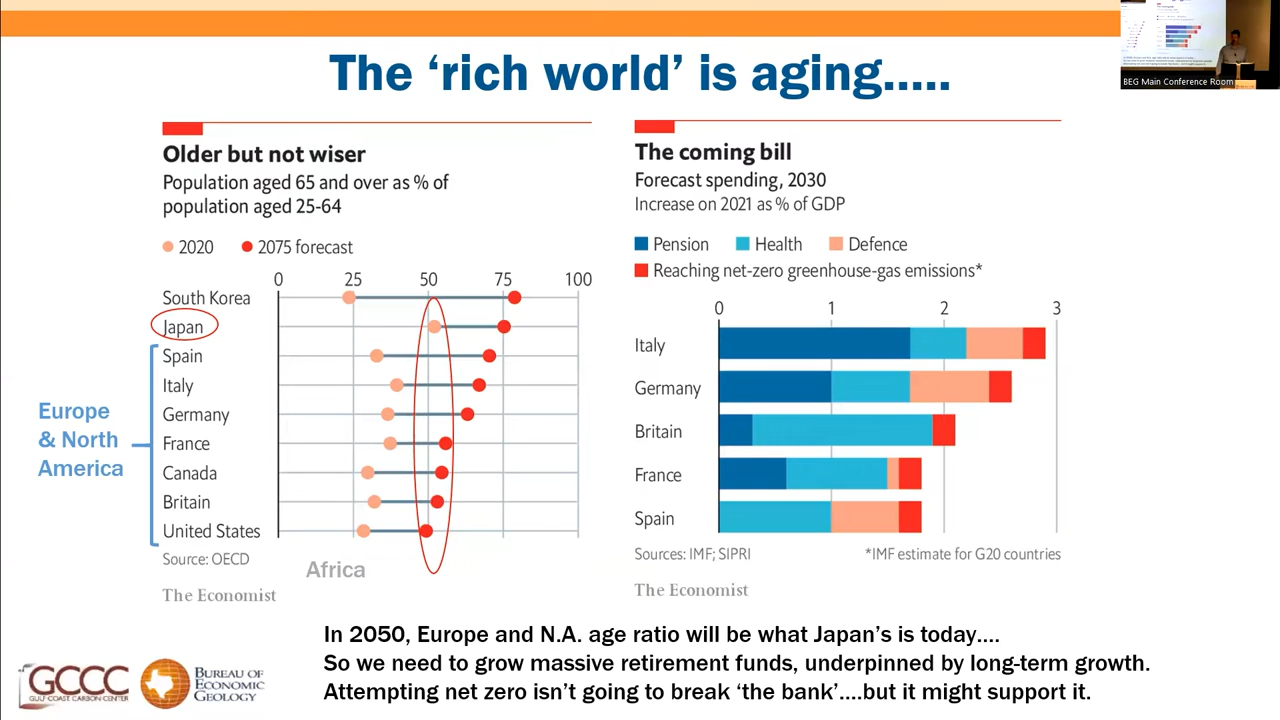 The ‘rich world’ is aging.....
BEG Main Conference Room
Older but not wiser
Population aged 65 and over as % of
population aged 25-64
2020
2075 forecast
0 25 50 75 100
South Korea
Japan
Spain
Italy
Germany
France
Canada
Britain
United States
Europe
& North
America
Source: OECD
Africa
The Economist
The coming bill
Forecast spending, 2030
Increase on 2021 as % of GDP
Pension Health Defence
Reaching net-zero greenhouse-gas emissions*
0 1 2 3
Italy
Germany
Britain
France
Spain
Sources: IMF; SIPRI *IMF estimate for G20 countries
The Economist
In 2050, Europe and N.A. age ratio will be what Japan’s is today....
So we need to grow massive retirement funds, underpinned by long-term growth.
Attempting net zero isn’t going to break ‘the bank’....but it might support it.
GCCC
GULF COAST CARBON CENTER
BUREAU OF
ECONOMIC
GEOLOGY